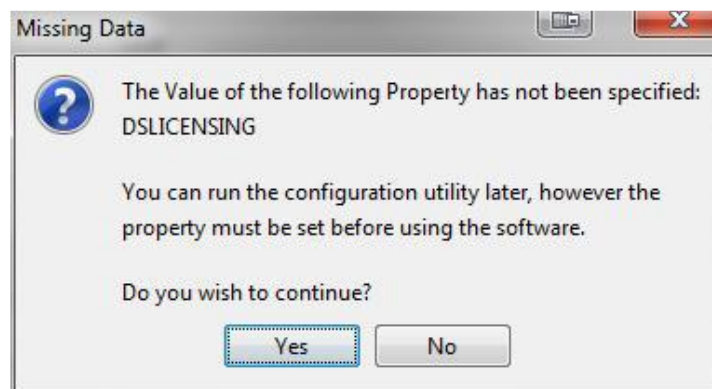 Missing Data
The Value of the following Property has not been specified:
DSLICENSING
You can run the configuration utility later, however the
property must be set before using the software.
Do you wish to continue?
Yes
No